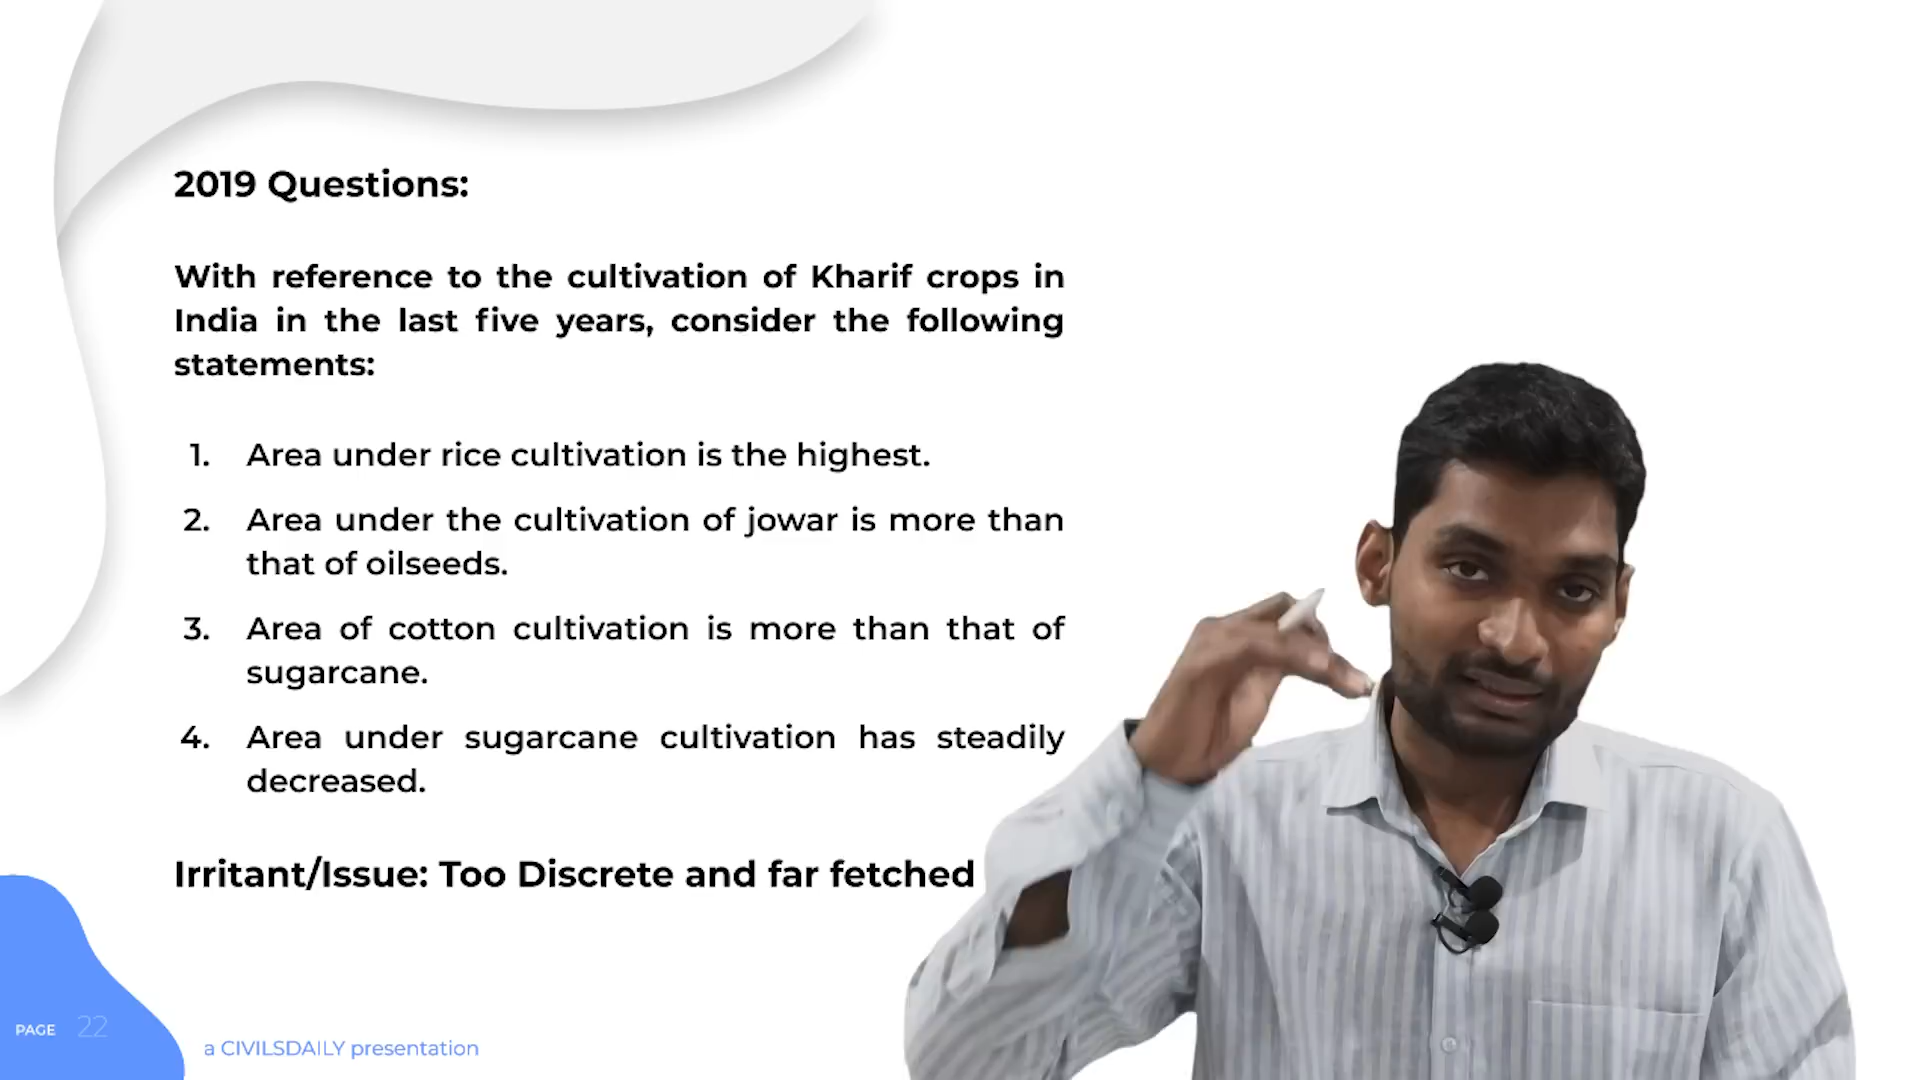 2019 Questions:
With reference to the cultivation of Kharif crops in
India in the last five years, consider the following
statements:
1. Area under rice cultivation is the highest.
2. Area under the cultivation of jowar is more than
that of oilseeds.
3. Area of cotton cultivation is more than that of
sugarcane.
4. Area under sugarcane cultivation has steadily
decreased.
Irritant/Issue: Too Discrete and far fetched
PAGE 22
a CIVILSDAILY presentation